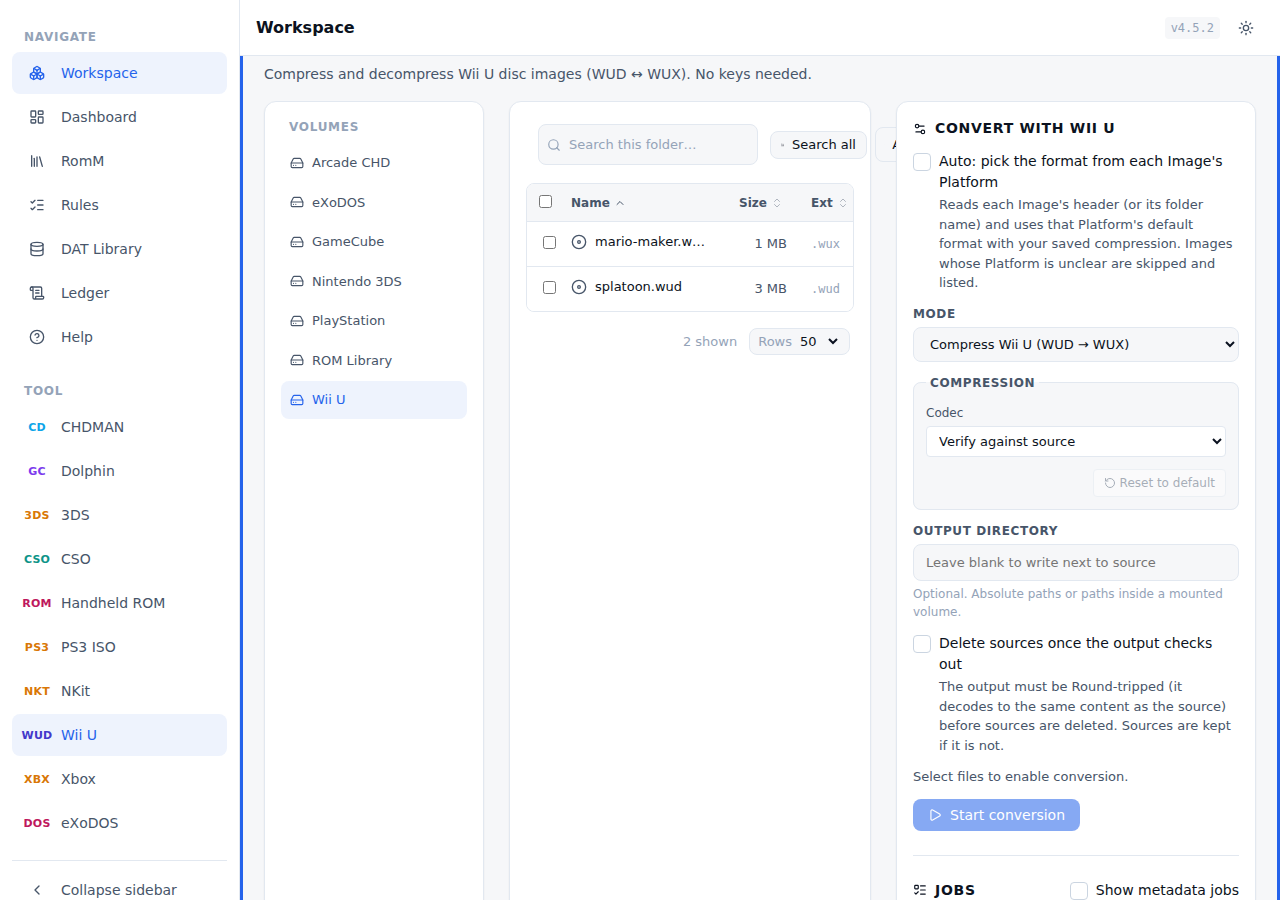 NAVIGATE
Workspace
Dashboard
RomM
Rules
DAT Library
Ledger
Help
TOOL
CD CHDMAN
GC Dolphin
3DS 3DS
CSO CSO
ROM Handheld ROM
PS3 PS3 ISO
NKT NKit
WUD Wii U
XBX Xbox
DOS eXoDOS
Collapse sidebar
Workspace
v4.5.2
Compress and decompress Wii U disc images (WUD ↔ WUX). No keys needed.
VOLUMES
Arcade CHD
eXoDOS
GameCube
Nintendo 3DS
PlayStation
ROM Library
Wii U
Search this folder…
Search all
Name Size Ext
mario-maker.w… 1 MB .wux
splatoon.wud 3 MB .wud
2 shown Rows 50
CONVERT WITH WII U
Auto: pick the format from each Image's
Platform
Reads each Image's header (or its folder
name) and uses that Platform's default
format with your saved compression. Images
whose Platform is unclear are skipped and
listed.
MODE
Compress Wii U (WUD → WUX)
COMPRESSION
Codec
Verify against source
Reset to default
OUTPUT DIRECTORY
Leave blank to write next to source
Optional. Absolute paths or paths inside a mounted
volume.
Delete sources once the output checks
out
The output must be Round-tripped (it
decodes to the same content as the source)
before sources are deleted. Sources are kept
if it is not.
Select files to enable conversion.
Start conversion
JOBS
Show metadata jobs